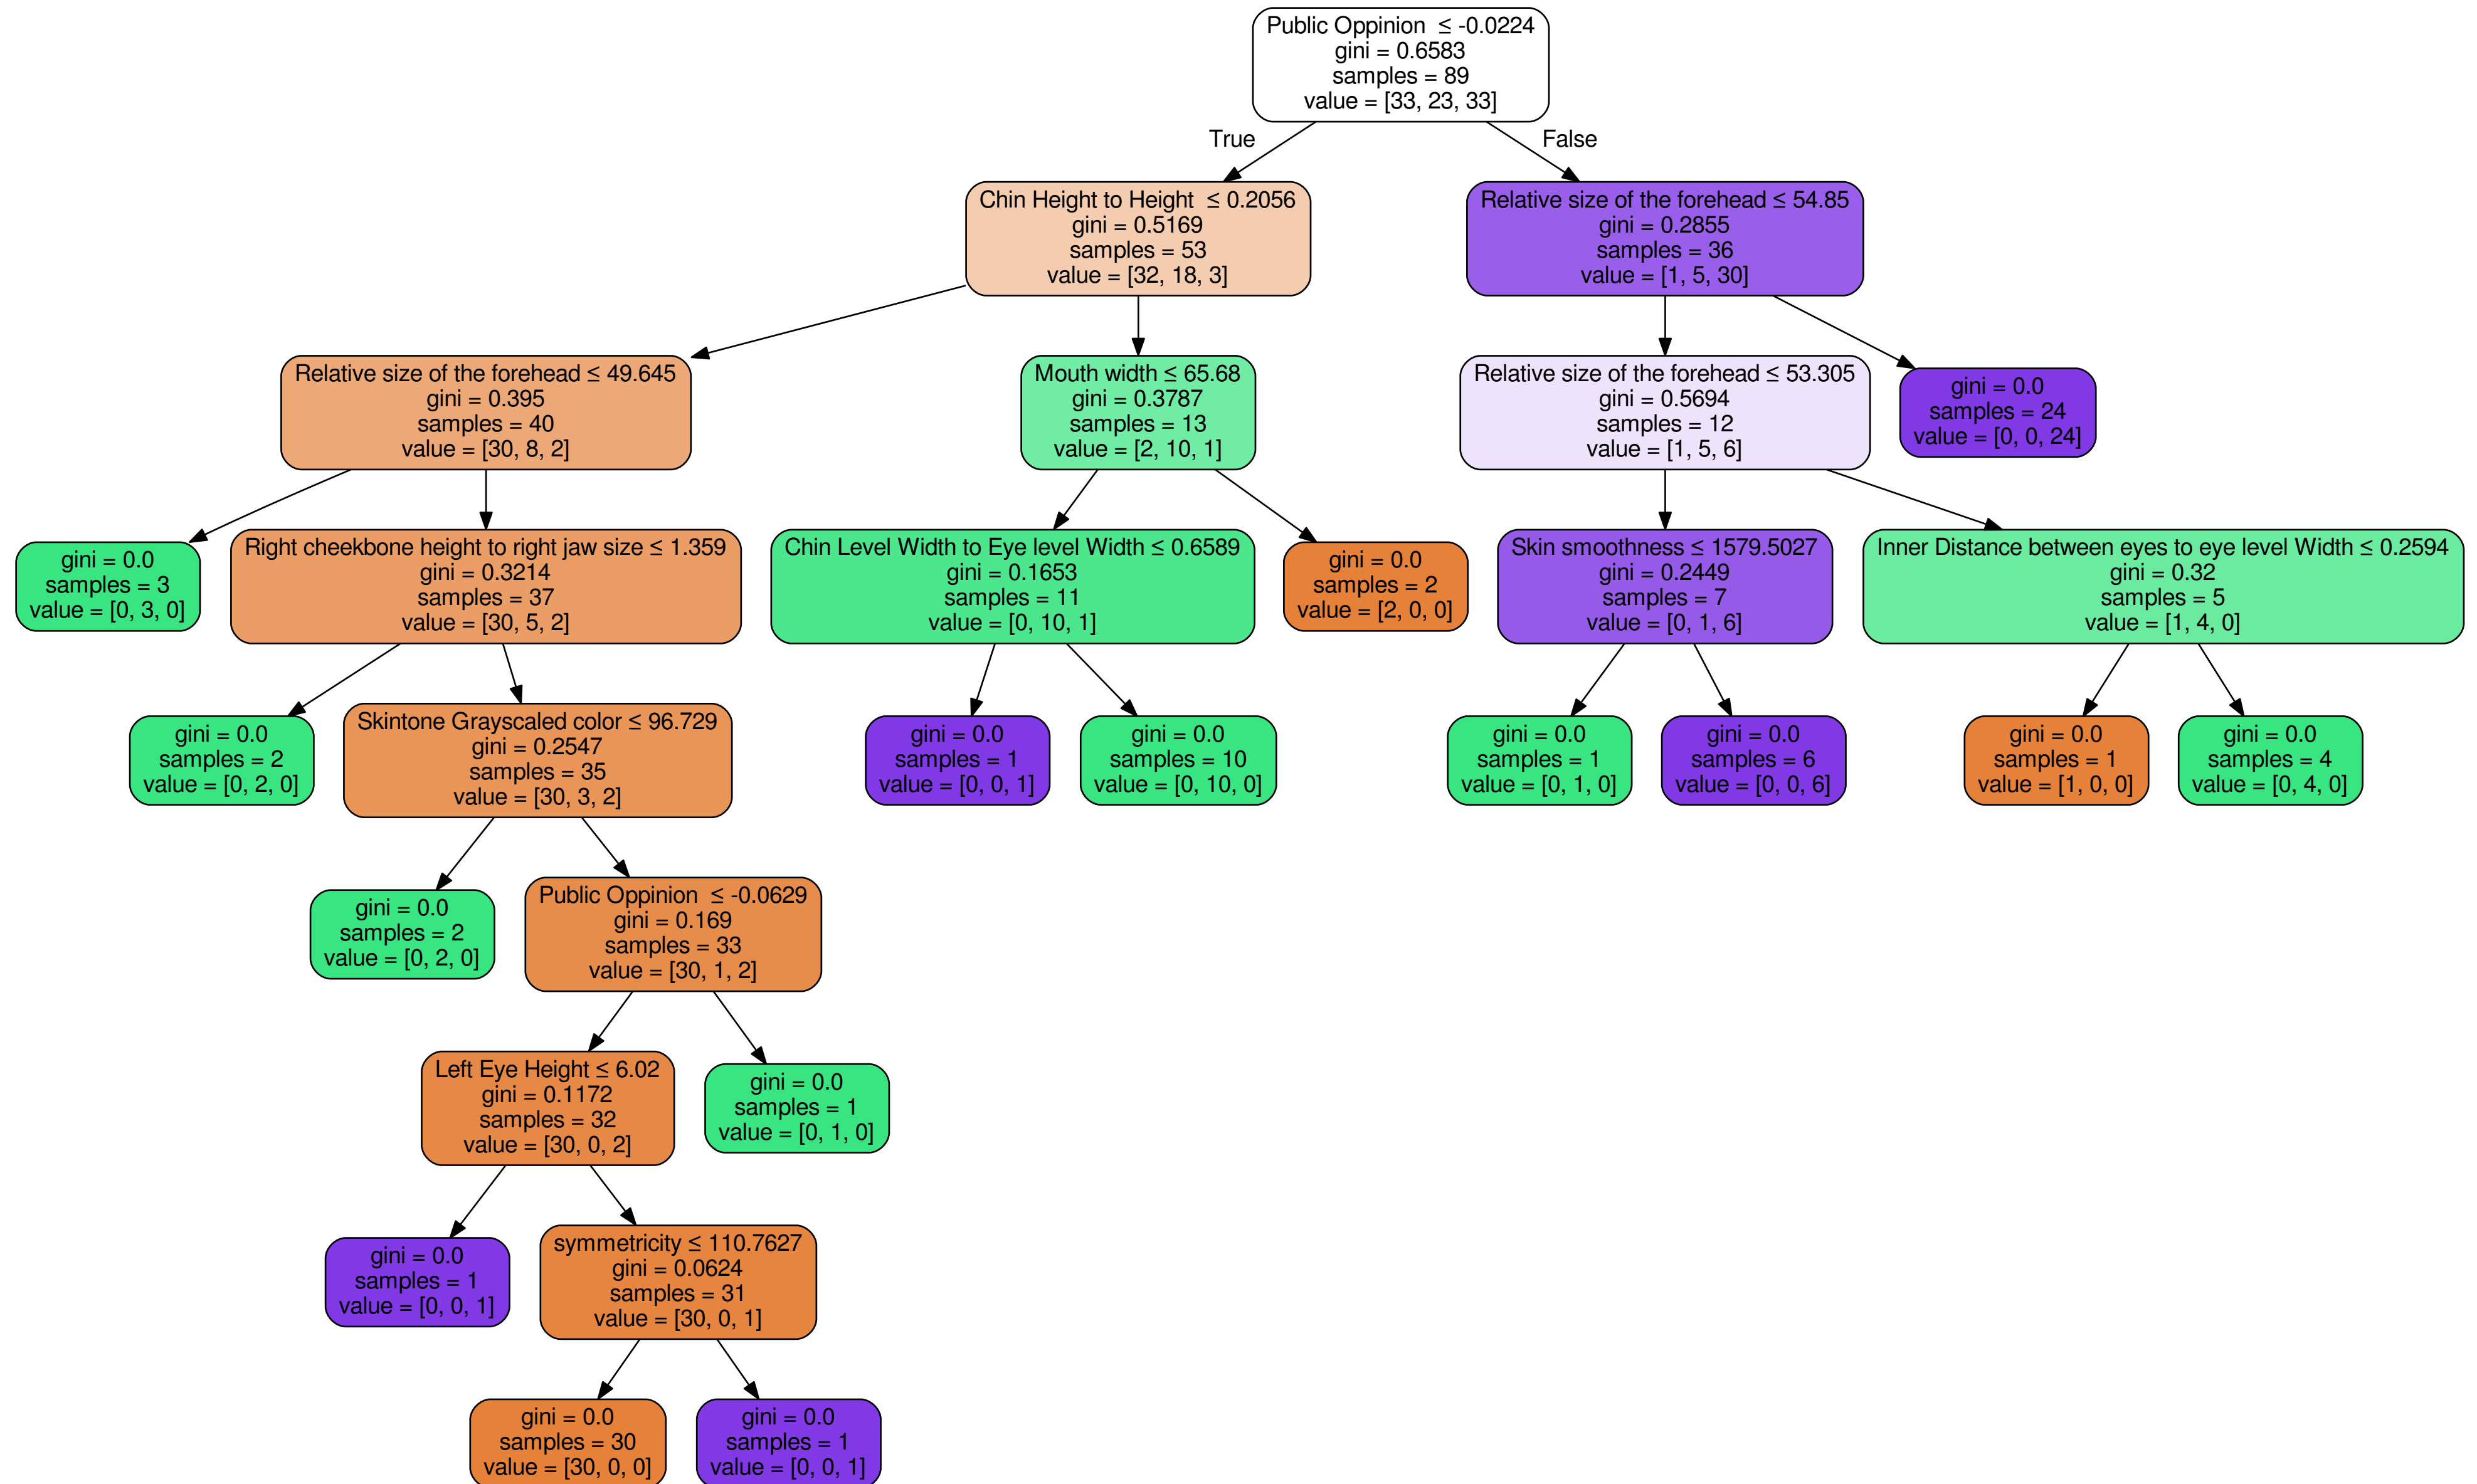 Public Oppinion ≤ -0.0224
gini = 0.6583
samples = 89
value = [33, 23, 33]
True
False
Chin Height to Height ≤ 0.2056
gini = 0.5169
samples = 53
value = [32, 18, 3]
Relative size of the forehead ≤ 54.85
gini = 0.2855
samples = 36
value = [1, 5, 30]
Relative size of the forehead ≤ 49.645
gini = 0.395
samples = 40
value = [30, 8, 2]
Mouth width ≤ 65.68
gini = 0.3787
samples = 13
value = [2, 10, 1]
Relative size of the forehead ≤ 53.305
gini = 0.5694
samples = 12
value = [1, 5, 6]
gini = 0.0
samples = 24
value = [0, 0, 24]
gini = 0.0
samples = 3
value = [0, 3, 0]
Right cheekbone height to right jaw size ≤ 1.359
gini = 0.3214
samples = 37
value = [30, 5, 2]
Chin Level Width to Eye level Width ≤ 0.6589
gini = 0.1653
samples = 11
value = [0, 10, 1]
gini = 0.0
samples = 2
value = [2, 0, 0]
Skin smoothness ≤ 1579.5027
gini = 0.2449
samples = 7
value = [0, 1, 6]
Inner Distance between eyes to eye level Width ≤ 0.2594
gini = 0.32
samples = 5
value = [1, 4, 0]
gini = 0.0
samples = 2
value = [0, 2, 0]
Skintone Grayscaled color ≤ 96.729
gini = 0.2547
samples = 35
value = [30, 3, 2]
gini = 0.0
samples = 1
value = [0, 0, 1]
gini = 0.0
samples = 10
value = [0, 10, 0]
gini = 0.0
samples = 1
value = [0, 1, 0]
gini = 0.0
samples = 6
value = [0, 0, 6]
gini = 0.0
samples = 1
value = [1, 0, 0]
gini = 0.0
samples = 4
value = [0, 4, 0]
gini = 0.0
samples = 2
value = [0, 2, 0]
Public Oppinion ≤ -0.0629
gini = 0.169
samples = 33
value = [30, 1, 2]
Left Eye Height ≤ 6.02
gini = 0.1172
samples = 32
value = [30, 0, 2]
gini = 0.0
samples = 1
value = [0, 1, 0]
gini = 0.0
samples = 1
value = [0, 0, 1]
symmetricity ≤ 110.7627
gini = 0.0624
samples = 31
value = [30, 0, 1]
gini = 0.0
samples = 30
value = [30, 0, 0]
gini = 0.0
samples = 1
value = [0, 0, 1]